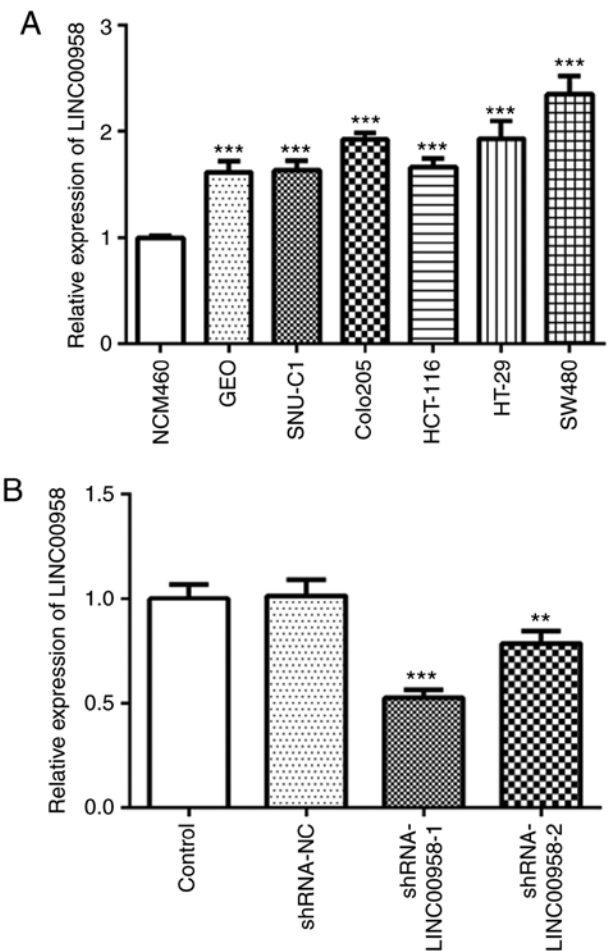 A
Relative expression of LINC00958
3
2
1
0
***
***
***
***
***
***
NCM460
GEO
SNU-C1
Colo205
HCT-116
HT-29
SW480
B
Relative expression of LINC00958
1.5
1.0
0.5
0.0
***
**
Control
shRNA-NC
shRNA-
LINC00958-1
shRNA-
LINC00958-2